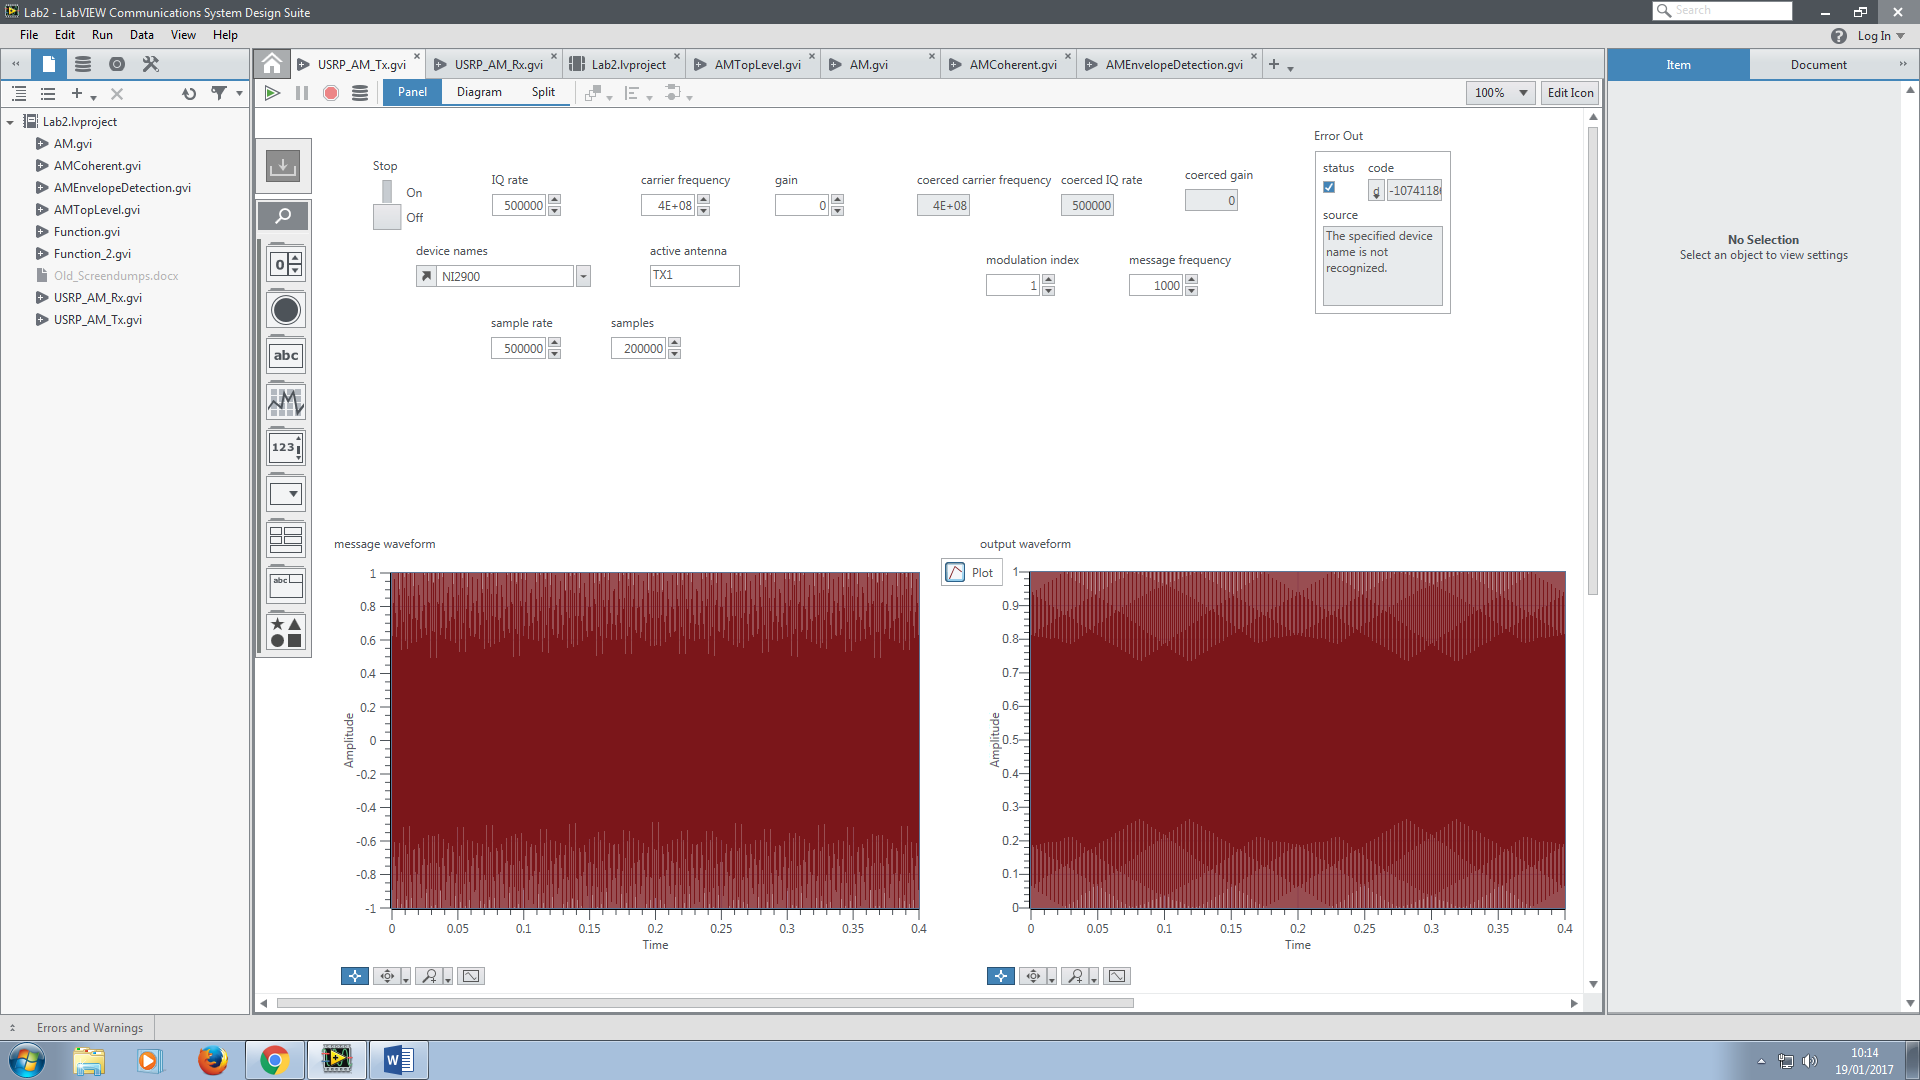 Lab2 - LabVIEW Communications System Design Suite
Search
File Edit Run Data View Help
Log In
USRP_AM_Tx.gvi
USRP_AM_Rx.gvi
Lab2.lvproject
AMTopLevel.gvi
AM.gvi
AMCoherent.gvi
AMEnvelopeDetection.gvi
Item
Document
Panel
Diagram
Split
100%
Edit Icon
Lab2.lvproject
AM.gvi
AMCoherent.gvi
AMEnvelopeDetection.gvi
AMTopLevel.gvi
Function.gvi
Function_2.gvi
Old_Screendumps.docx
USRP_AM_Rx.gvi
USRP_AM_Tx.gvi
0
abc
123
abc
Stop
On
Off
IQ rate
500000
carrier frequency
4E+08
gain
0
coerced carrier frequency
4E+08
coerced IQ rate
500000
coerced gain
0
device names
NI2900
active antenna
TX1
modulation index
1
message frequency
1000
sample rate
500000
samples
200000
Error Out
status
code
d
-1074118
source
The specified device
name is not
recognized.
No Selection
Select an object to view settings
message waveform
Amplitude
1
0.8
0.6
0.4
0.2
0
-0.2
-0.4
-0.6
-0.8
-1
0 0.05 0.1 0.15 0.2 0.25 0.3 0.35 0.4
Time
output waveform
Plot
Amplitude
1
0.9
0.8
0.7
0.6
0.5
0.4
0.3
0.2
0.1
0
0 0.05 0.1 0.15 0.2 0.25 0.3 0.35 0.4
Time
Errors and Warnings
10:14
19/01/2017